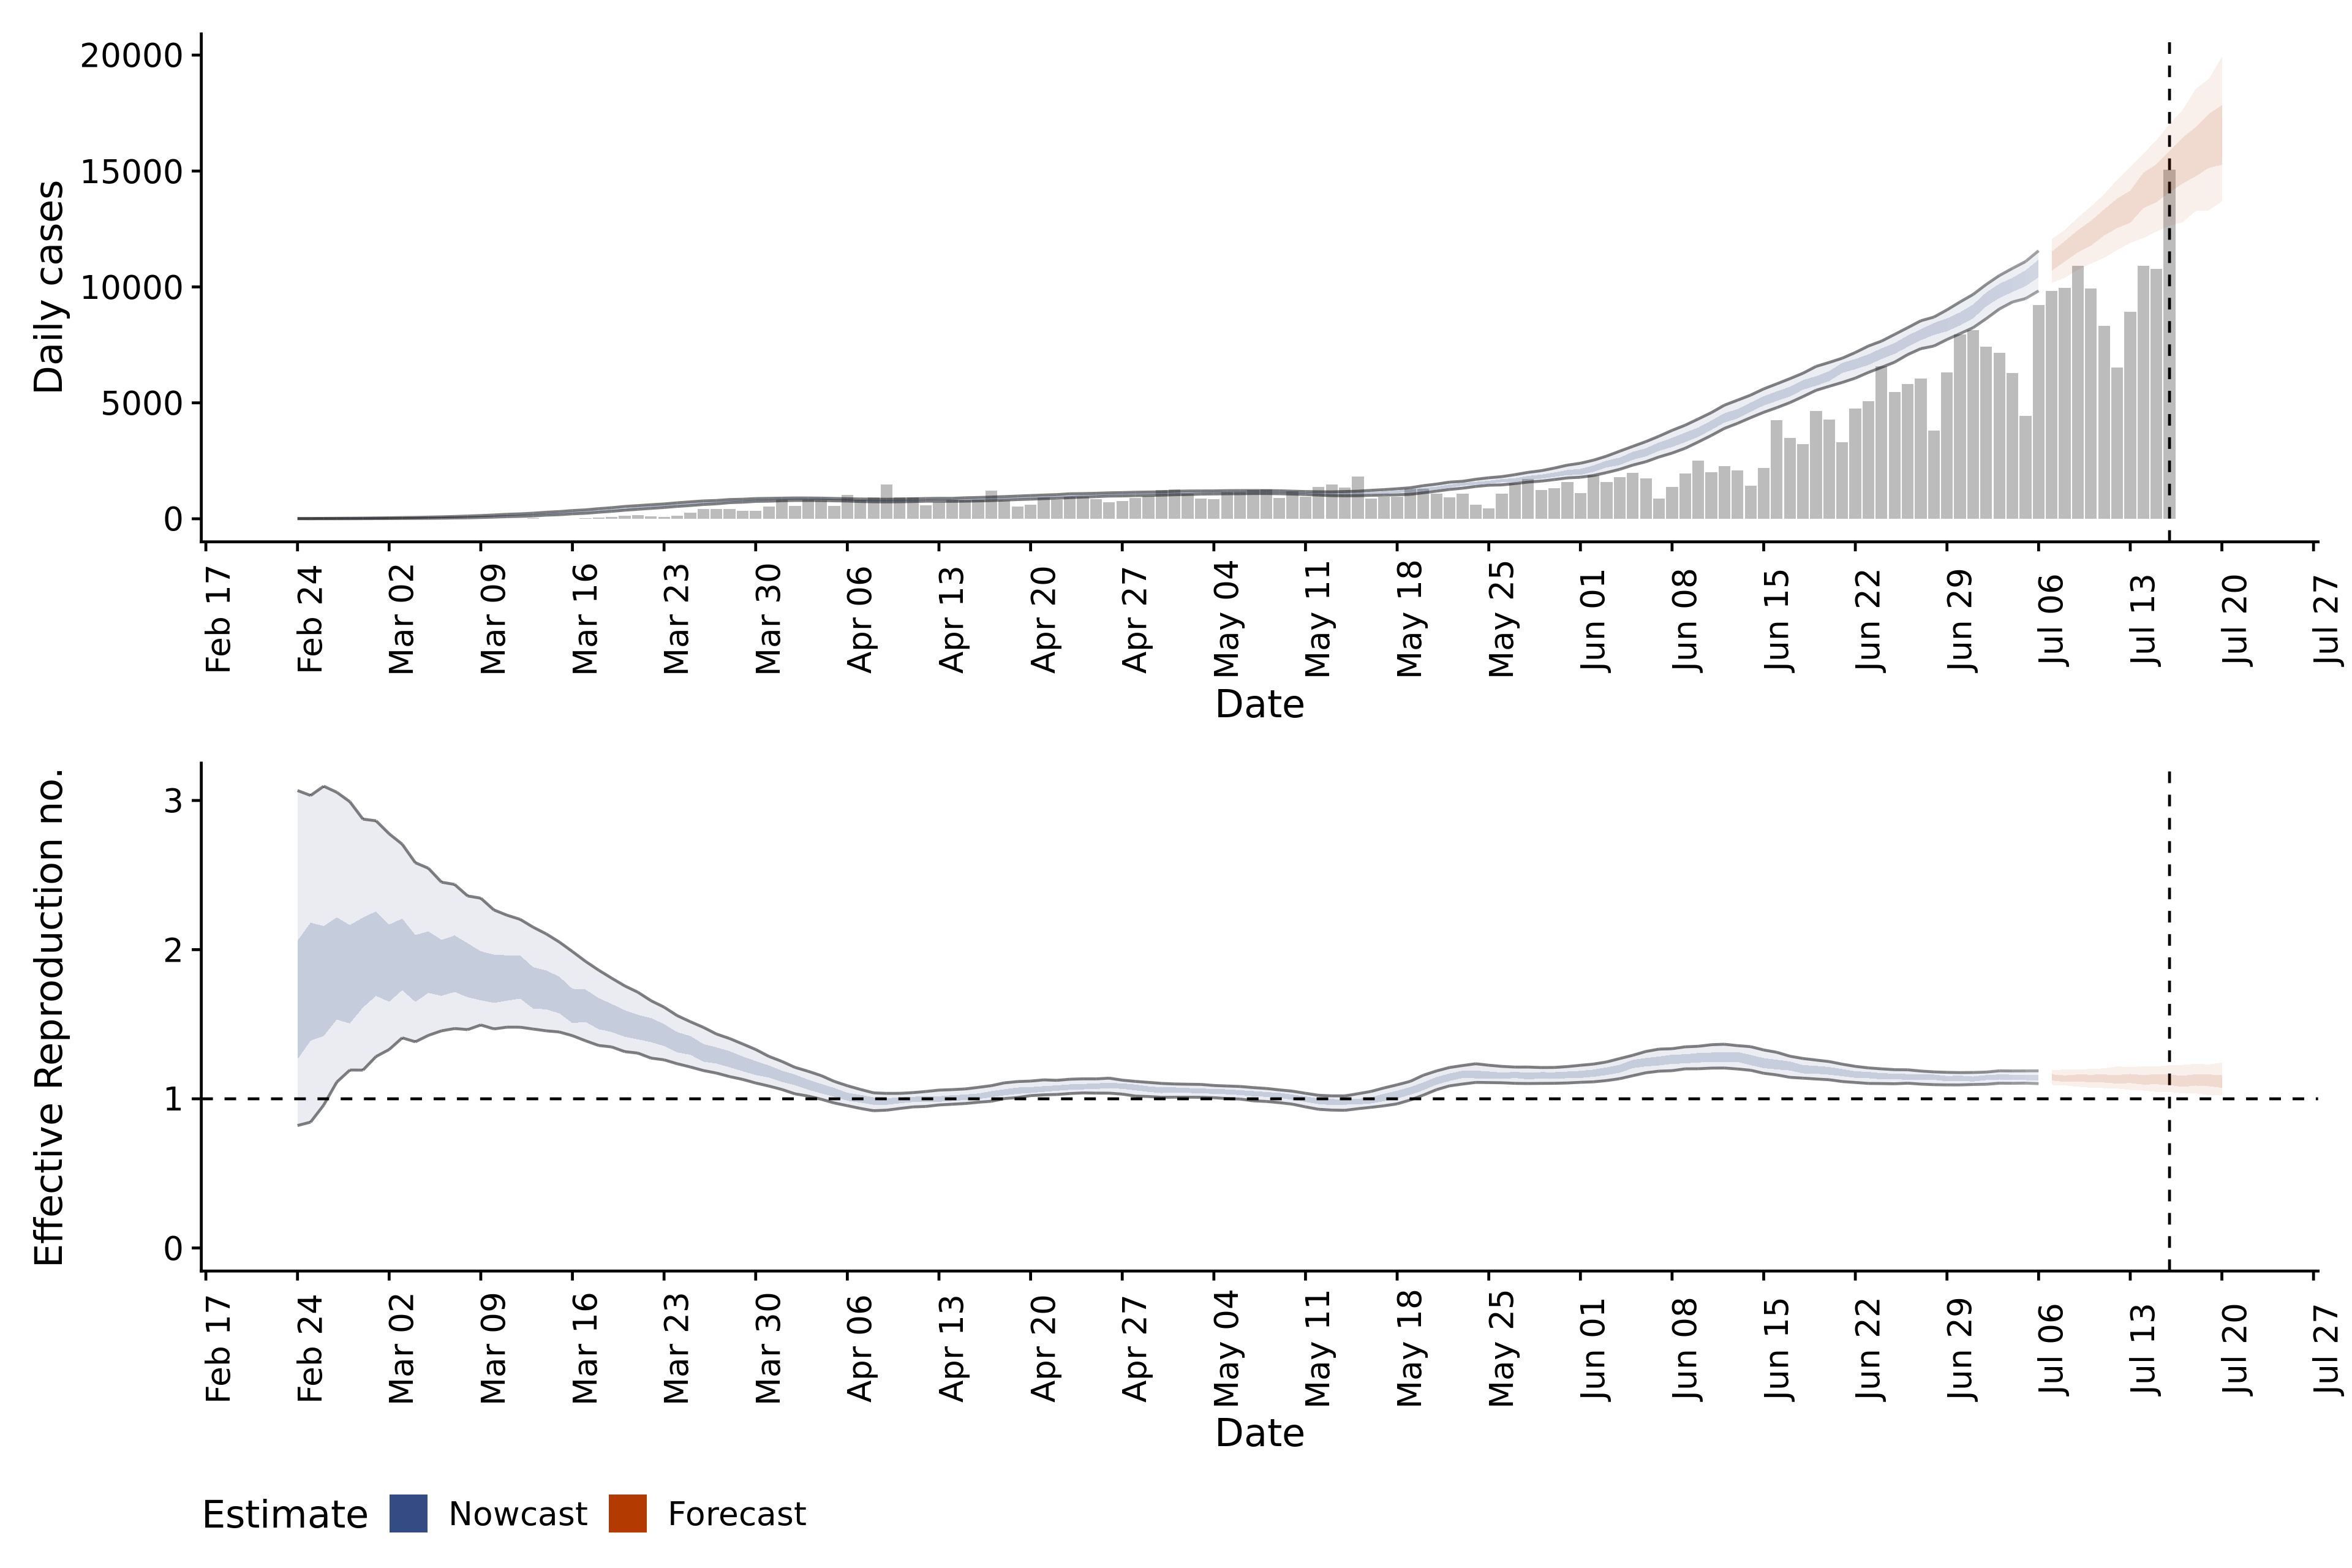 Daily cases
20000
15000
10000
5000
0
Feb 17 Feb 24 Mar 02 Mar 09 Mar 16 Mar 23 Mar 30 Apr 06 Apr 13 Apr 20 Apr 27 May 04 May 11 May 18 May 25 Jun 01 Jun 08 Jun 15 Jun 22 Jun 29 Jul 06 Jul 13 Jul 20 Jul 27
Date
Effective Reproduction no.
3
2
1
0
Feb 17 Feb 24 Mar 02 Mar 09 Mar 16 Mar 23 Mar 30 Apr 06 Apr 13 Apr 20 Apr 27 May 04 May 11 May 18 May 25 Jun 01 Jun 08 Jun 15 Jun 22 Jun 29 Jul 06 Jul 13 Jul 20 Jul 27
Date
Estimate Nowcast Forecast